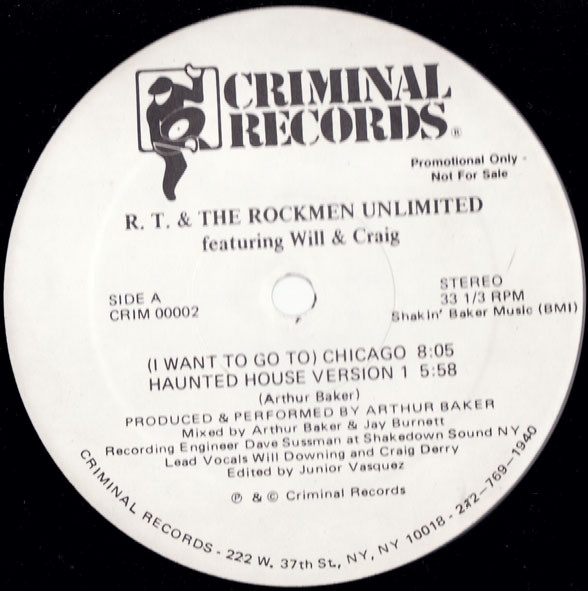 CRIMINAL
RECORDS®
Promotional Only -
Not For Sale
R. T. & THE ROCKMEN UNLIMITED
featuring Will & Craig
SIDE A
CRIM 00002
STEREO
33 1/3 RPM
Shakin' Baker Music (BMI)
(I WANT TO GO TO) CHICAGO 8:05
HAUNTED HOUSE VERSION 1 5:58
(Arthur Baker)
PRODUCED & PERFORMED BY ARTHUR BAKER
Mixed by Arthur Baker & Jay Burnett
Recording Engineer Dave Sussman at Shakedown Sound NY
Lead Vocals Will Downing and Craig Derry
Edited by Junior Vasquez
℗ & © Criminal Records
CRIMINAL RECORDS - 222 W. 37th St., NY, NY 10018 - 212-769-1940